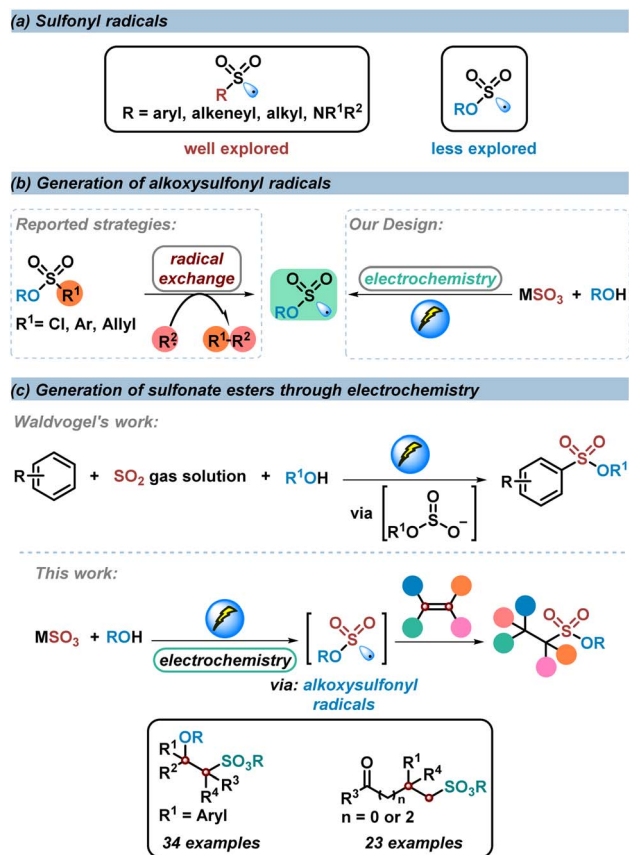 (a) Sulfonyl radicals
O O
S
R
R = aryl, alkeneyl, alkyl, NR¹R²
well explored
O O
S
RO
less explored
(b) Generation of alkoxysulfonyl radicals
Reported strategies:
O O
S
RO R¹
R¹= Cl, Ar, Allyl
radical
exchange
R² R¹-R²
O O
S
RO
Our Design:
electrochemistry
MSO₃ + ROH
(c) Generation of sulfonate esters through electrochemistry
Waldvogel's work:
R + SO₂ gas solution + R¹OH
via
O
R¹O S O⁻
O O
S
OR¹
R
This work:
MSO₃ + ROH
electrochemistry
O O
S
RO
via: alkoxysulfonyl
radicals
O O
S
OR
OR
R¹ SO₃R
R² R³
R⁴
R¹ = Aryl
34 examples
O R¹ R⁴
R³ n SO₃R
n = 0 or 2
23 examples